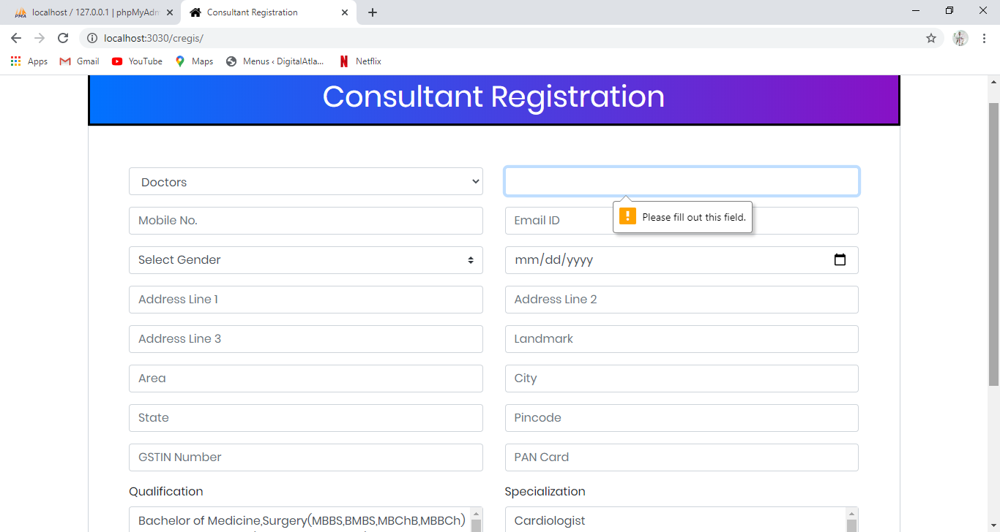 localhost / 127.0.0.1 | phpMyAdm
Consultant Registration
localhost:3030/cregis/
Apps Gmail YouTube Maps Menus ‹ DigitalAtla... Netflix
Consultant Registration
Doctors
Please fill out this field.
Mobile No. Email ID
Select Gender mm/dd/yyyy
Address Line 1 Address Line 2
Address Line 3 Landmark
Area City
State Pincode
GSTIN Number PAN Card
Qualification Specialization
Bachelor of Medicine,Surgery(MBBS,BMBS,MBChB,MBBCh) Cardiologist